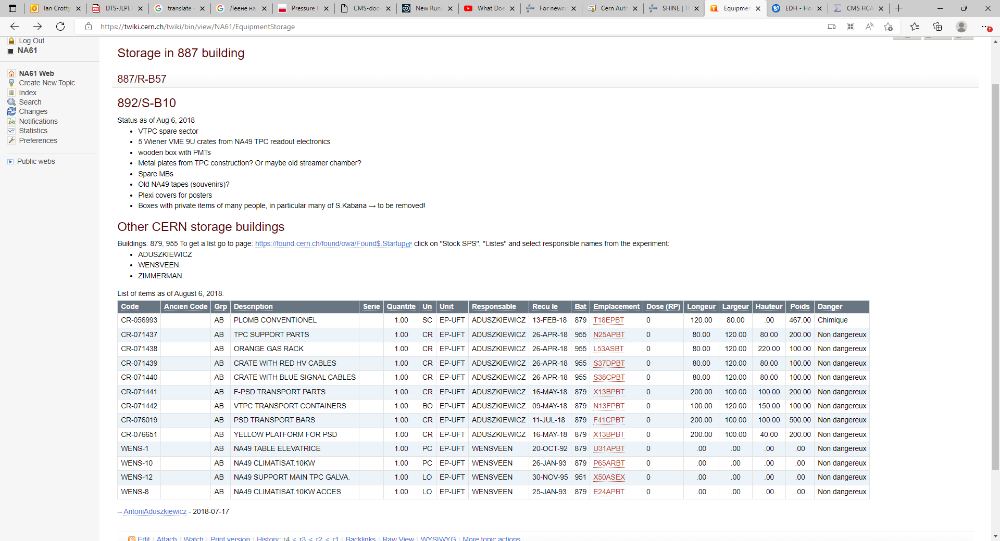 Ian Crotty
DTS-JLPET
translate -
Леене на
Pressure
CMS-doc-
New Run3
What Doe
For newco
Cern Auth
SHINE | Tl
Equipmen
EDH - Ho
CMS HCA
https://twiki.cern.ch/twiki/bin/view/NA61/EquipmentStorage
Log Out
NA61
NA61 Web
Create New Topic
Index
Search
Changes
Notifications
Statistics
Preferences
Public webs
Storage in 887 building
887/R-B57
892/S-B10
Status as of Aug 6, 2018
• VTPC spare sector
• 5 Wiener VME 9U crates from NA49 TPC readout electronics
• wooden box with PMTs
• Metal plates from TPC construction? Or maybe old streamer chamber?
• Spare MBs
• Old NA49 tapes (souvenirs)?
• Plexi covers for posters
• Boxes with private items of many people, in particular many of S.Kabana → to be removed!
Other CERN storage buildings
Buildings: 879, 955 To get a list go to page: https://found.cern.ch/found/owa/Found$.Startup click on "Stock SPS", "Listes" and select responsible names from the experiment:
• ADUSZKIEWICZ
• WENSVEEN
• ZIMMERMAN
List of items as of August 6, 2018:
Code Ancien Code Grp Description Serie Quantite Un Unit Responsable Recu le Bat Emplacement Dose (RP) Longeur Largeur Hauteur Poids Danger
CR-056993 AB PLOMB CONVENTIONEL 1.00 SC EP-UFT ADUSZKIEWICZ 13-FEB-18 879 T18EPBT 0 120.00 80.00 .00 467.00 Chimique
CR-071437 AB TPC SUPPORT PARTS 1.00 CR EP-UFT ADUSZKIEWICZ 26-APR-18 955 N25APBT 0 80.00 120.00 80.00 200.00 Non dangereux
CR-071438 AB ORANGE GAS RACK 1.00 CR EP-UFT ADUSZKIEWICZ 26-APR-18 955 L53ASBT 0 80.00 120.00 220.00 100.00 Non dangereux
CR-071439 AB CRATE WITH RED HV CABLES 1.00 CR EP-UFT ADUSZKIEWICZ 26-APR-18 955 S37DPBT 0 80.00 120.00 80.00 100.00 Non dangereux
CR-071440 AB CRATE WITH BLUE SIGNAL CABLES 1.00 CR EP-UFT ADUSZKIEWICZ 26-APR-18 955 S38CPBT 0 80.00 120.00 80.00 100.00 Non dangereux
CR-071441 AB F-PSD TRANSPORT PARTS 1.00 CR EP-UFT ADUSZKIEWICZ 16-MAY-18 879 X13BPBT 0 200.00 100.00 100.00 200.00 Non dangereux
CR-071442 AB VTPC TRANSPORT CONTAINERS 1.00 BO EP-UFT ADUSZKIEWICZ 09-MAY-18 879 N13FPBT 0 100.00 120.00 150.00 100.00 Non dangereux
CR-076019 AB PSD TRANSPORT BARS 1.00 CR EP-UFT ADUSZKIEWICZ 11-JUL-18 879 F41CPBT 0 200.00 100.00 100.00 500.00 Non dangereux
CR-076651 AB YELLOW PLATFORM FOR PSD 1.00 CR EP-UFT ADUSZKIEWICZ 16-MAY-18 879 X13BPBT 0 200.00 100.00 40.00 200.00 Non dangereux
WENS-1 AB NA49 TABLE ELEVATRICE 1.00 PC EP-UFT WENSVEEN 20-OCT-92 879 U31APBT 0 .00 .00 .00 .00 Non dangereux
WENS-10 AB NA49 CLIMATISAT.10KW 1.00 PC EP-UFT WENSVEEN 26-JAN-93 879 P65ARBT 0 .00 .00 .00 .00 Non dangereux
WENS-12 AB NA49 SUPPORT MAIN TPC GALVA. 1.00 LO EP-UFT WENSVEEN 30-NOV-95 951 X50ASEX 0 .00 .00 .00 .00 Non dangereux
WENS-8 AB NA49 CLIMATISAT.10KW ACCES 1.00 LO EP-UFT WENSVEEN 25-JAN-93 879 E24APBT 0 .00 .00 .00 .00 Non dangereux
-- AntoniAduszkiewicz - 2018-07-17
Edit | Attach | Watch | Print version | History: r4 < r3 < r2 < r1 | Backlinks | Raw View | WYSIWYG | More topic actions